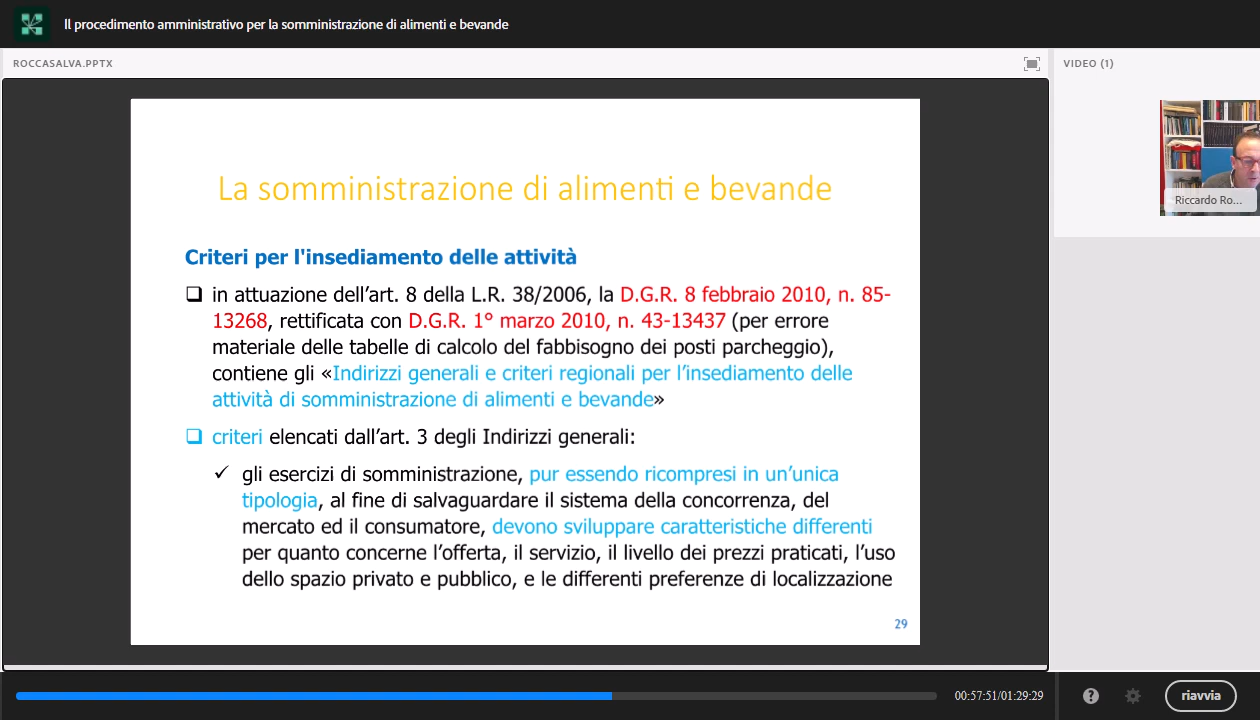 Il procedimento amministrativo per la somministrazione di alimenti e bevande
ROCCASALVA.PPTX
VIDEO (1)
La somministrazione di alimenti e bevande
Criteri per l'insediamento delle attività
in attuazione dell’art. 8 della L.R. 38/2006, la D.G.R. 8 febbraio 2010, n. 85-
13268, rettificata con D.G.R. 1° marzo 2010, n. 43-13437 (per errore
materiale delle tabelle di calcolo del fabbisogno dei posti parcheggio),
contiene gli «Indirizzi generali e criteri regionali per l’insediamento delle
attività di somministrazione di alimenti e bevande»
criteri elencati dall’art. 3 degli Indirizzi generali:
✓ gli esercizi di somministrazione, pur essendo ricompresi in un’unica
tipologia, al fine di salvaguardare il sistema della concorrenza, del
mercato ed il consumatore, devono sviluppare caratteristiche differenti
per quanto concerne l’offerta, il servizio, il livello dei prezzi praticati, l’uso
dello spazio privato e pubblico, e le differenti preferenze di localizzazione
29
Riccardo Ro...
00:57:51/01:29:29
?
riavvia